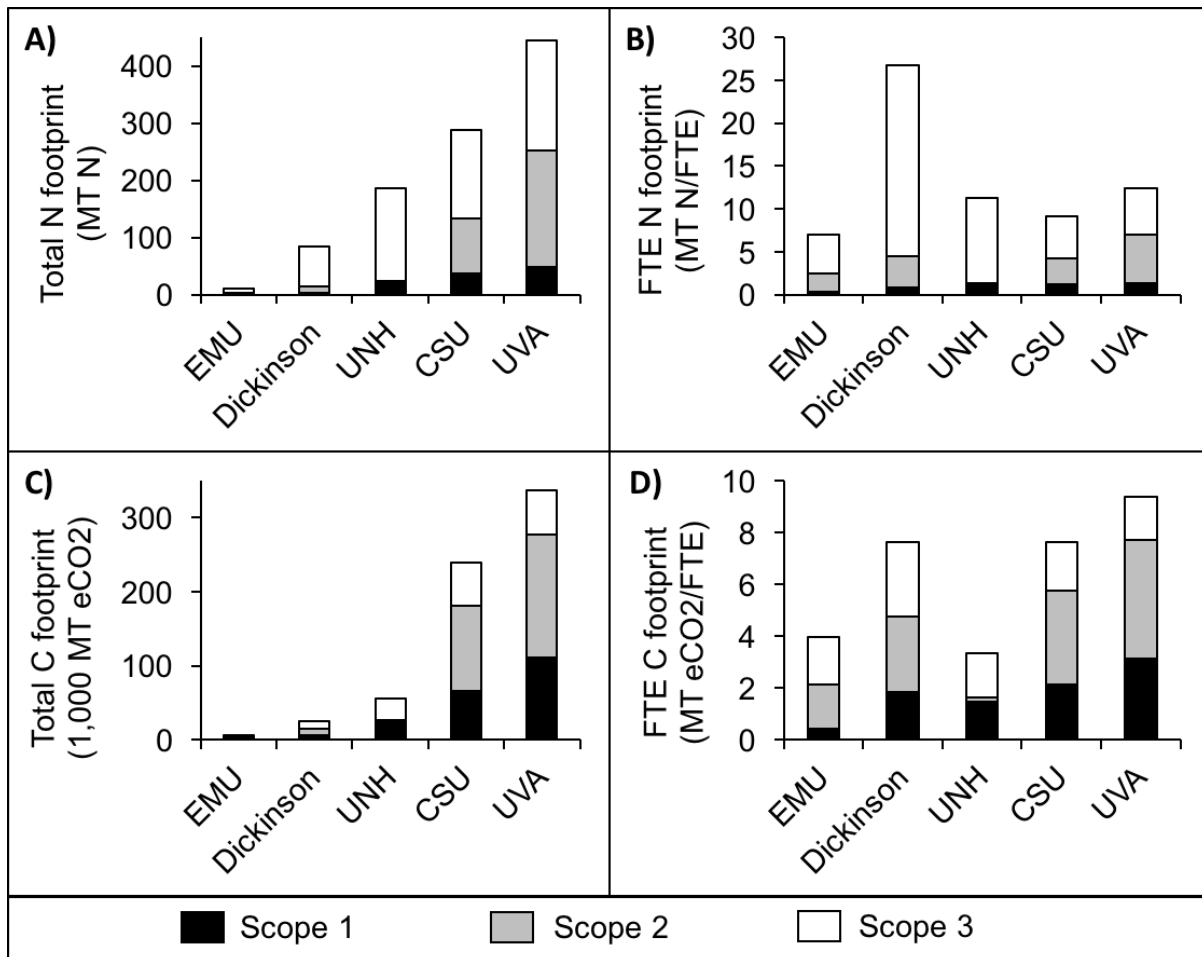 A)
Total N footprint
(MT N)
400
300
200
100
0
EMU
Dickinson
UNH
CSU
UVA
B)
FTE N footprint
(MT N/FTE)
30
25
20
15
10
5
0
EMU
Dickinson
UNH
CSU
UVA
C)
Total C footprint
(1,000 MT eCO2)
300
200
100
0
EMU
Dickinson
UNH
CSU
UVA
D)
FTE C footprint
(MT eCO2/FTE)
10
8
6
4
2
0
EMU
Dickinson
UNH
CSU
UVA
Scope 1
Scope 2
Scope 3